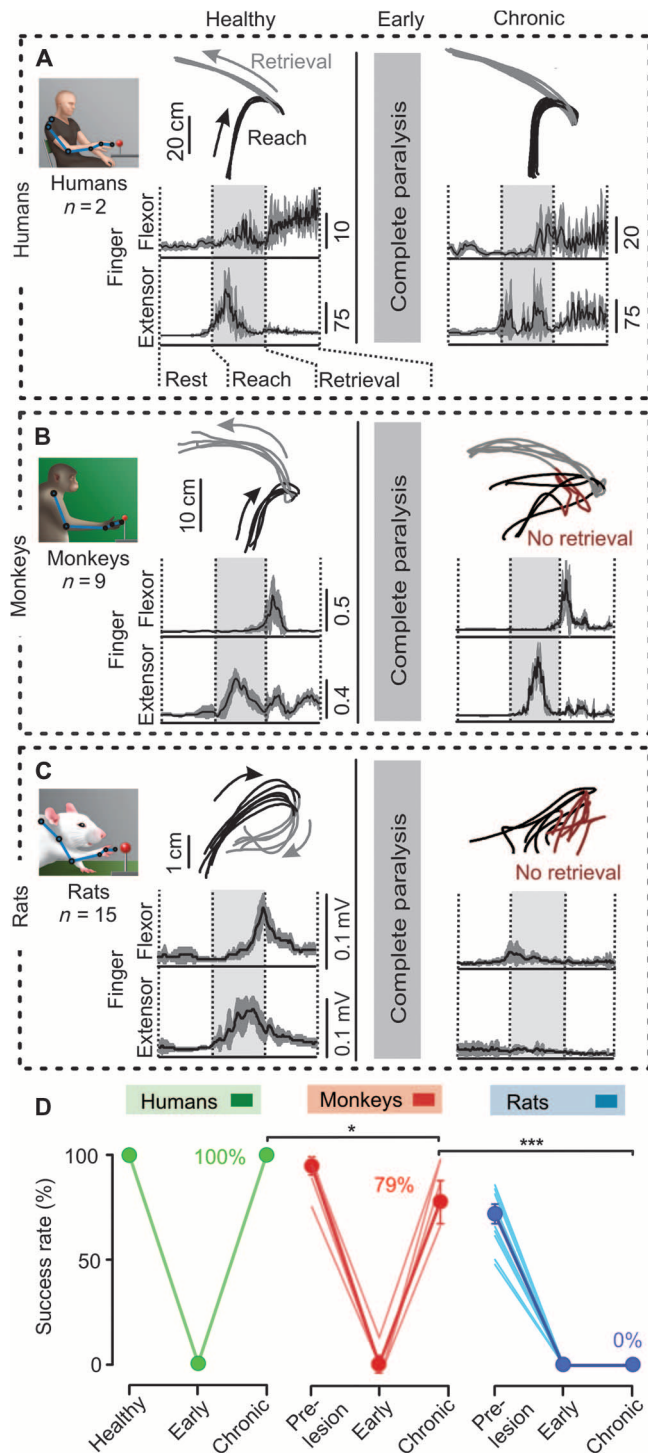 Healthy Early Chronic
A
Humans
Humans
n = 2
Retrieval
Reach
20 cm
Complete paralysis
Finger
Flexor
Extensor
10
75
20
75
Rest Reach Retrieval
B
Monkeys
Monkeys
n = 9
10 cm
Complete paralysis
No retrieval
Finger
Flexor
Extensor
0.5
0.4
C
Rats
Rats
n = 15
1 cm
Complete paralysis
No retrieval
Finger
Flexor
Extensor
0.1 mV
0.1 mV
D
Humans Monkeys Rats
* ***
Success rate (%)
100
50
0
100%
79%
0%
Healthy Early Chronic Pre-lesion Early Chronic Pre-lesion Early Chronic